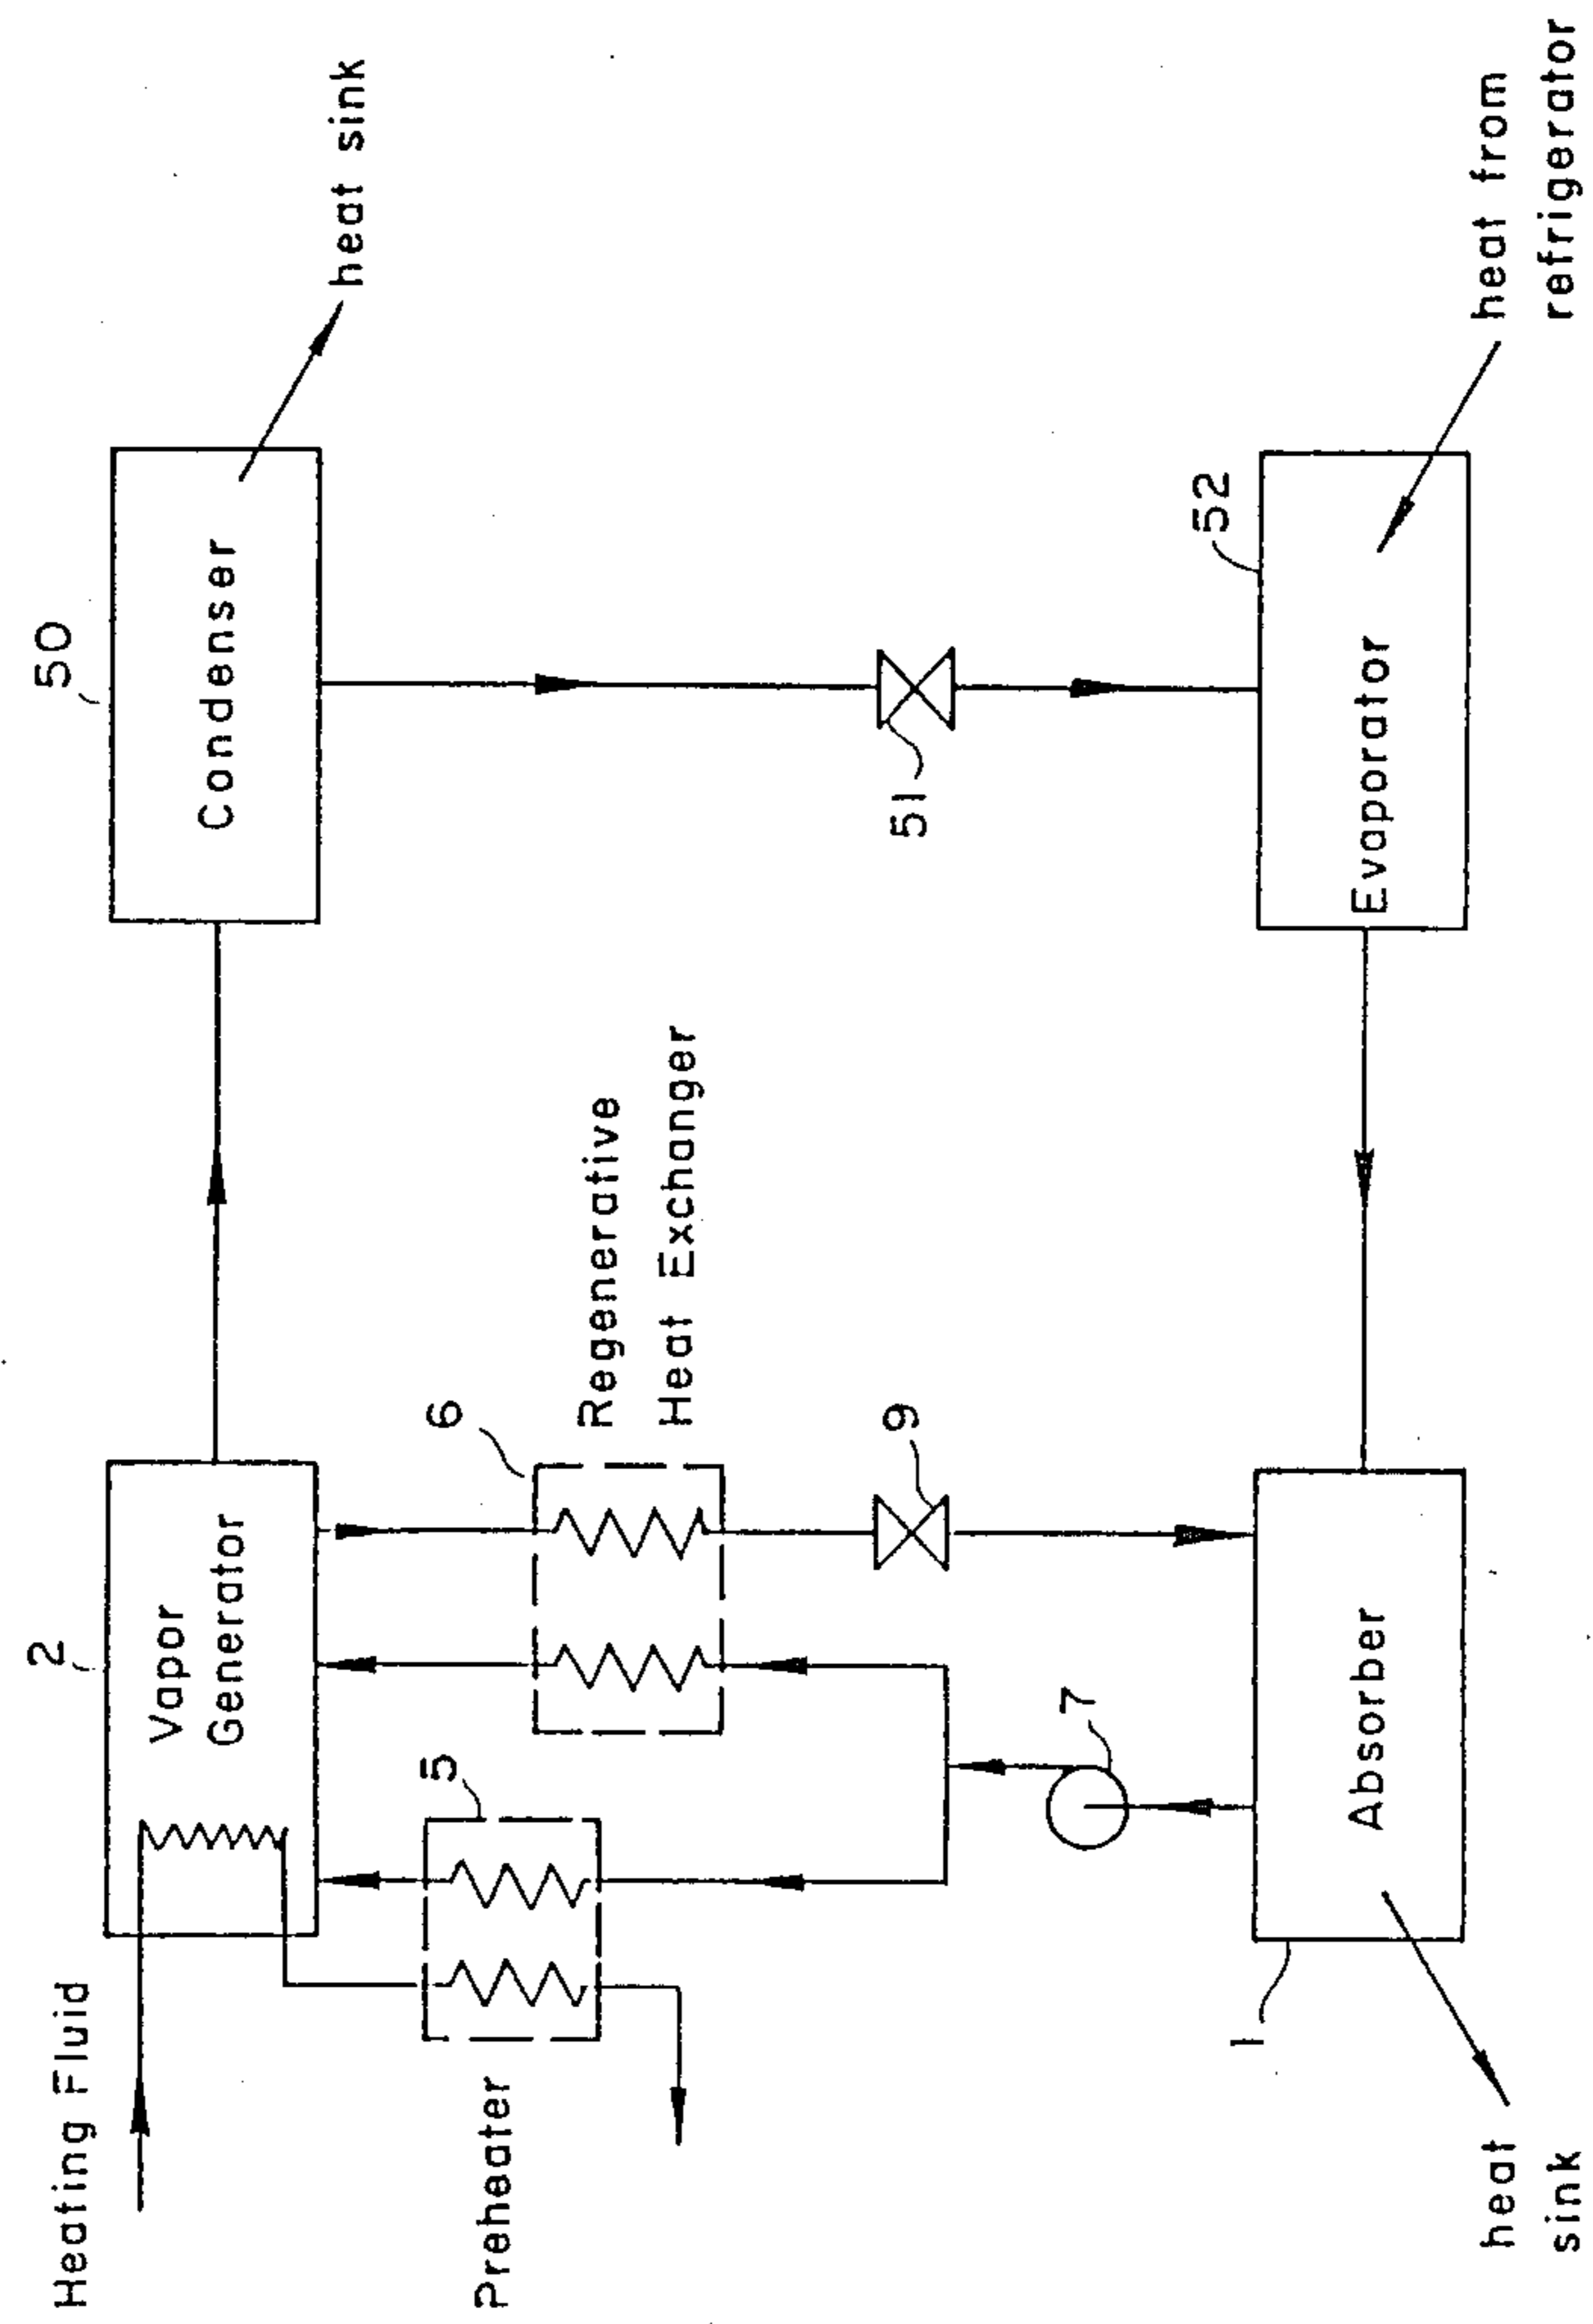 Heating Fluid
2
Vapor
Generator
50
Condenser
heat sink
Preheater
5
6
Regenerative
Heat Exchanger
7
9
51
52
1
Absorber
Evaporator
heat
sink
heat from
refrigerator